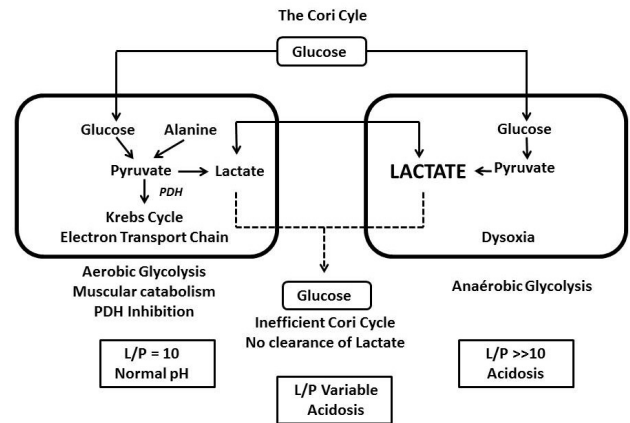 The Cori Cyle
Glucose
Glucose
Alanine
Pyruvate
Lactate
PDH
Krebs Cycle
Electron Transport Chain
Glucose
LACTATE
Pyruvate
Dysoxia
Aerobic Glycolysis
Muscular catabolism
PDH Inhibition
Glucose
Inefficient Cori Cycle
No clearance of Lactate
Anaérobic Glycolysis
L/P = 10
Normal pH
L/P Variable
Acidosis
L/P >>10
Acidosis